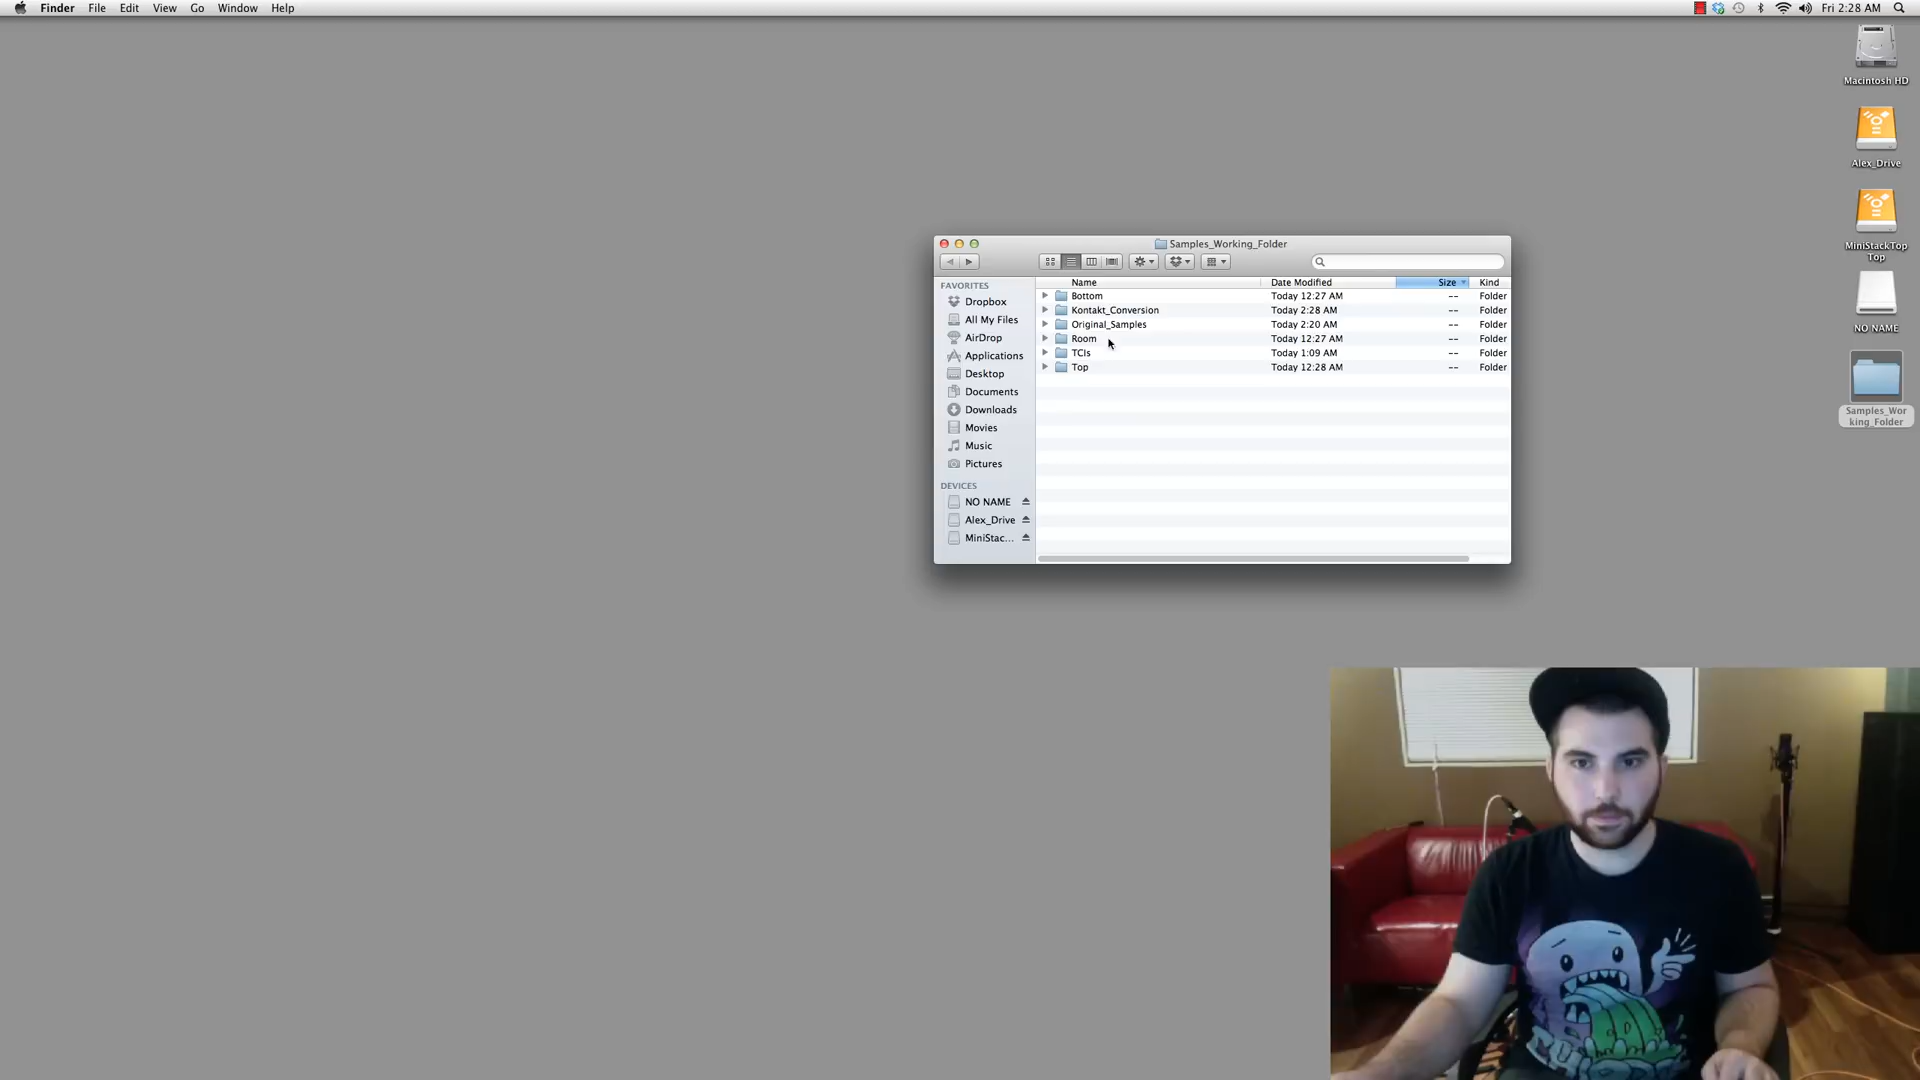 Finder File Edit View Go Window Help
Fri 2:28 AM
Macintosh HD
Alex_Drive
MiniStackTop
Top
NO NAME
Samples_Wor
king_Folder
Samples_Working_Folder
FAVORITES
Dropbox
All My Files
AirDrop
Applications
Desktop
Documents
Downloads
Movies
Music
Pictures
DEVICES
NO NAME
Alex_Drive
MiniStac...
Name Date Modified Size Kind
Bottom Today 12:27 AM -- Folder
Kontakt_Conversion Today 2:28 AM -- Folder
Original_Samples Today 2:20 AM -- Folder
Room Today 12:27 AM -- Folder
TCIs Today 1:09 AM -- Folder
Top Today 12:28 AM -- Folder